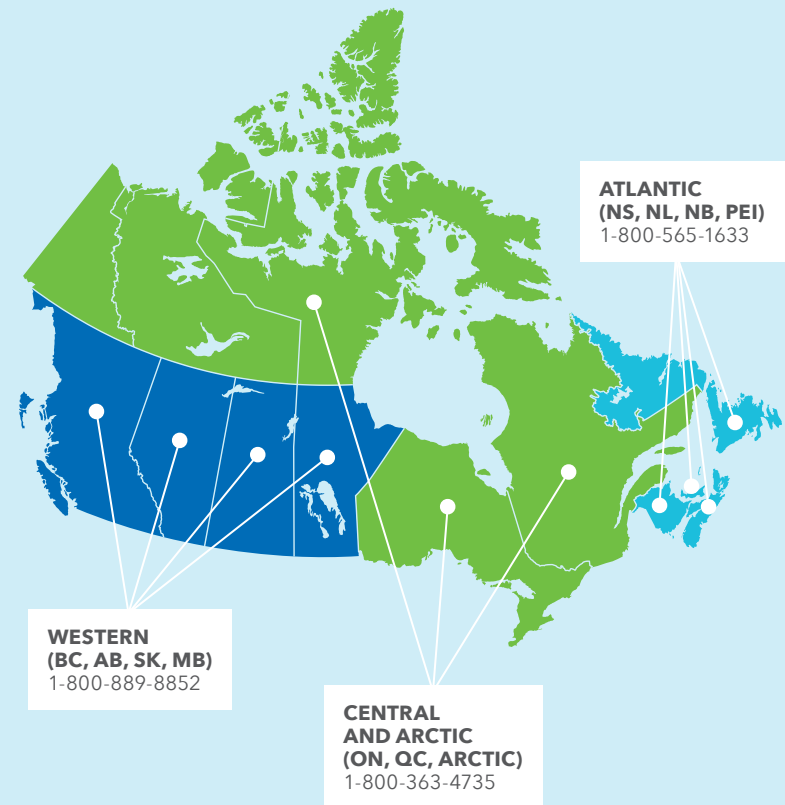 ATLANTIC
(NS, NL, NB, PEI)
1-800-565-1633
WESTERN
(BC, AB, SK, MB)
1-800-889-8852
CENTRAL
AND ARCTIC
(ON, QC, ARCTIC)
1-800-363-4735